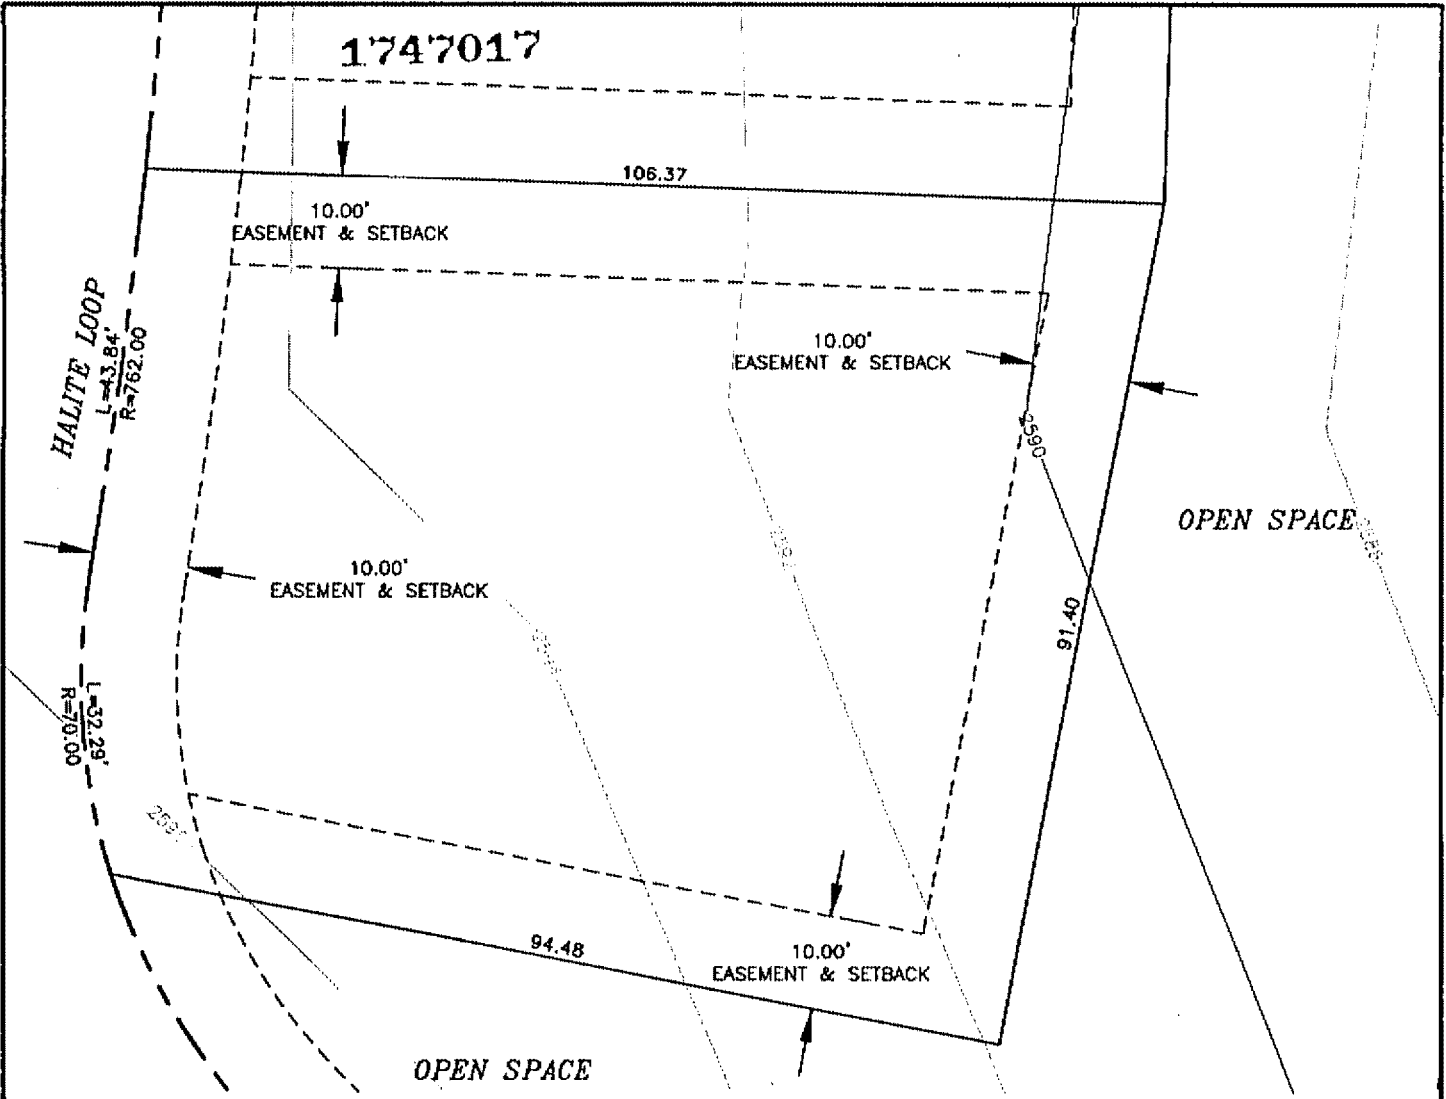 1747017
106.37
10.00'
EASEMENT & SETBACK
HALITE LOOP
L=43.84'
R=762.00
10.00'
EASEMENT & SETBACK
2590
OPEN SPACE
10.00'
EASEMENT & SETBACK
91.40
L=32.29'
R=70.00
94.48
10.00'
EASEMENT & SETBACK
OPEN SPACE